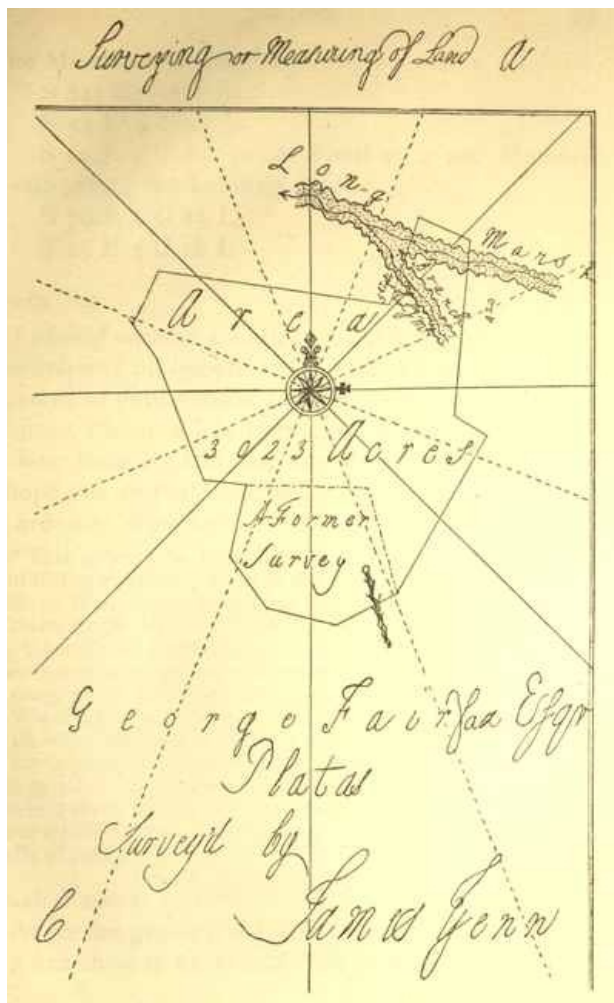 Surveying or Measuring of Land A
Long Marsh
Area
3023 Acres
A Former
Survey
George Fairfax Esqr
Platas
Survey'd by
C James Genn